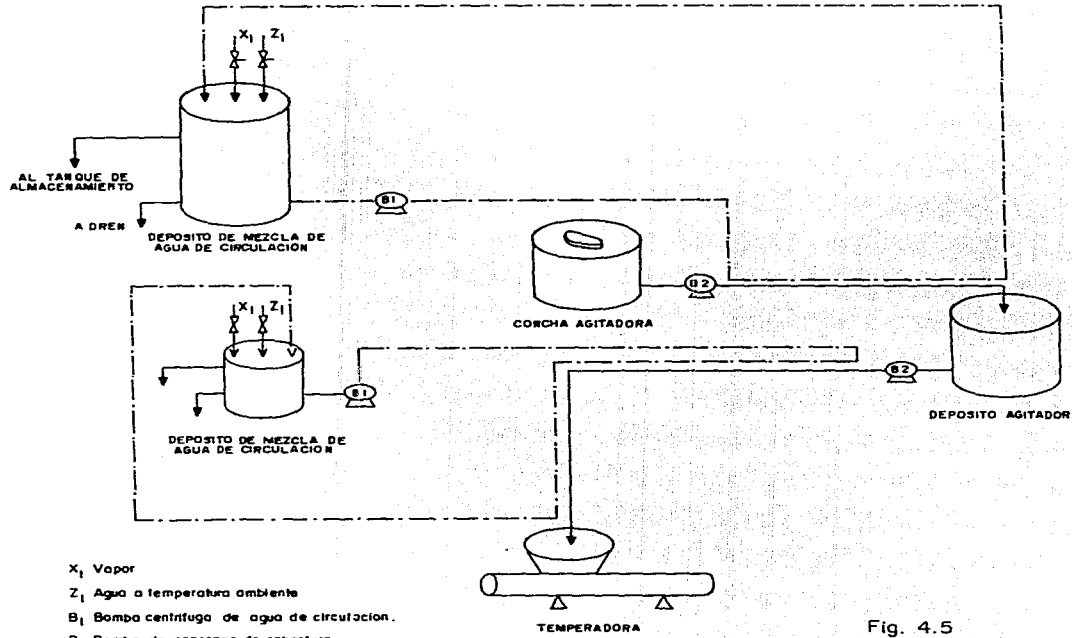 X₁ Z₁
AL TANQUE DE
ALMACENAMIENTO
A DREN
DEPOSITO DE MEZCLA DE
AGUA DE CIRCULACION
B1
CONCHA AGITADORA
B2
X₁ Z₁
B1
DEPOSITO DE MEZCLA DE
AGUA DE CIRCULACION
B2
DEPOSITO AGITADOR
TEMPERADORA
X₁ Vapor
Z₁ Agua a temperatura ambiente
B₁ Bomba centrifuga de agua de circulacion.
Fig. 4.5